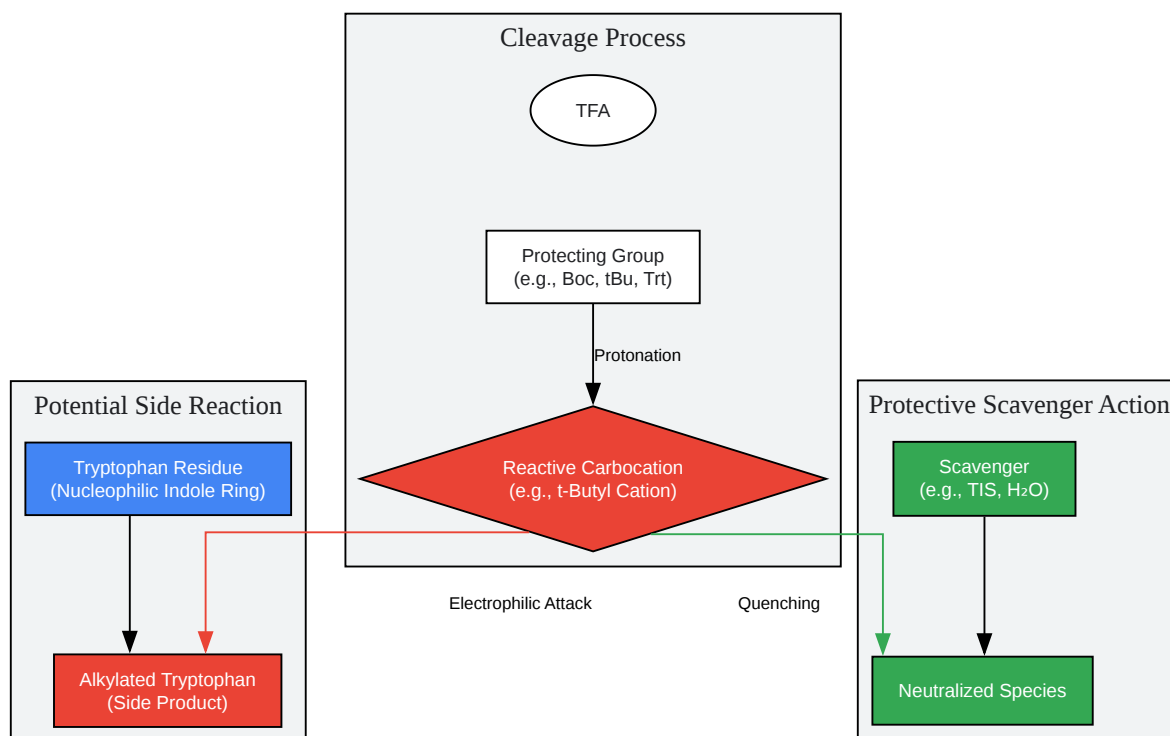 Cleavage Process
TFA
Protecting Group
(e.g., Boc, tBu, Trt)
Protonation
Potential Side Reaction
Protective Scavenger Action
Tryptophan Residue
(Nucleophilic Indole Ring)
Reactive Carbocation
(e.g., t-Butyl Cation)
Scavenger
(e.g., TIS, H₂O)
Electrophilic Attack
Quenching
Alkylated Tryptophan
(Side Product)
Neutralized Species